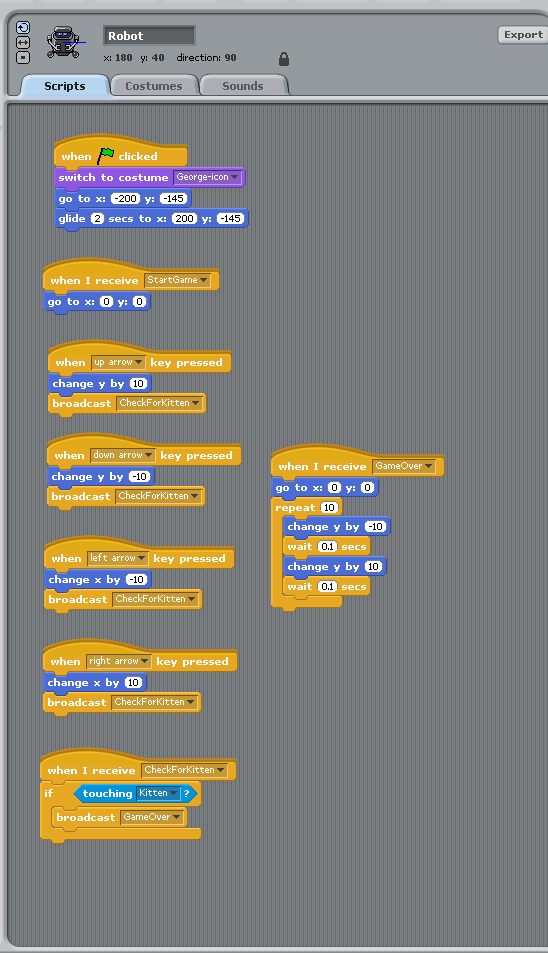 Robot
Export
x: 180 y: 40 direction: 90
Scripts Costumes Sounds
when clicked
switch to costume George-icon
go to x: -200 y: -145
glide 2 secs to x: 200 y: -145
when I receive StartGame
go to x: 0 y: 0
when up arrow key pressed
change y by 10
broadcast CheckForKitten
when down arrow key pressed
change y by -10
broadcast CheckForKitten
when left arrow key pressed
change x by -10
broadcast CheckForKitten
when right arrow key pressed
change x by 10
broadcast CheckForKitten
when I receive CheckForKitten
if touching Kitten ?
broadcast GameOver
when I receive GameOver
go to x: 0 y: 0
repeat 10
change y by -10
wait 0.1 secs
change y by 10
wait 0.1 secs